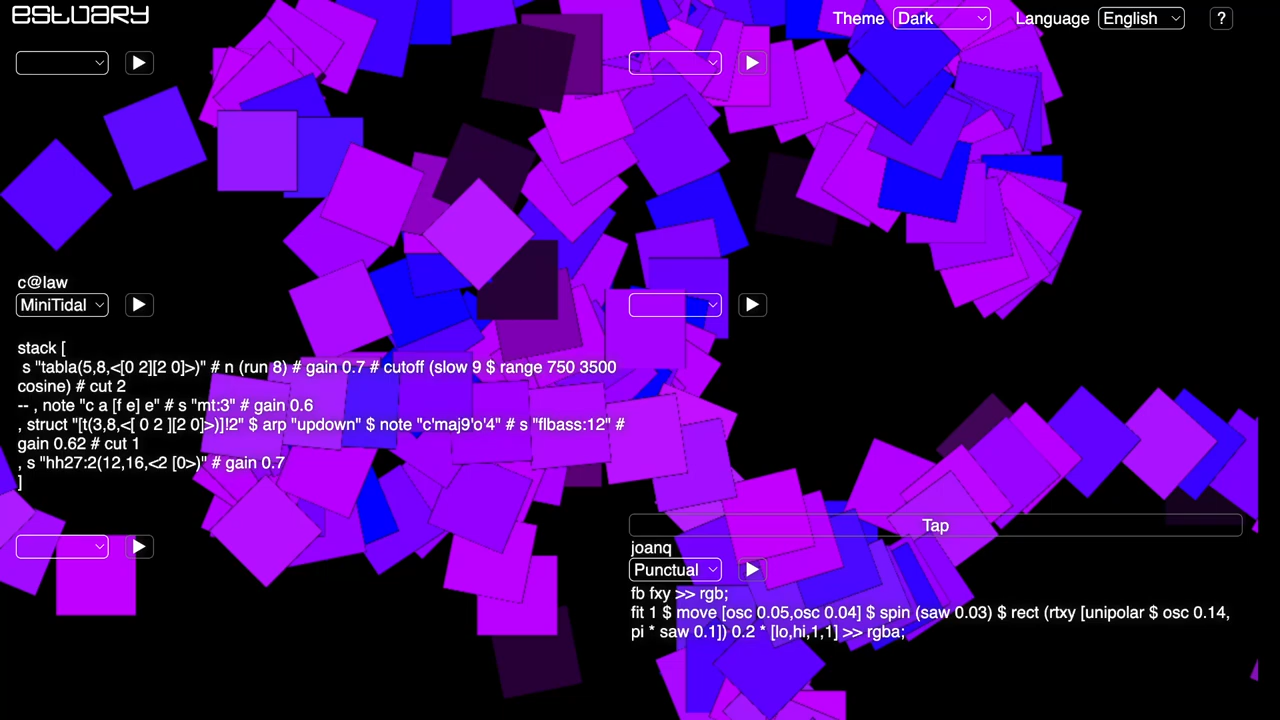 estuary
Theme Dark Language English ?
c@law
MiniTidal
stack [
s "tabla(5,8,<[0 2][2 0]>)" # n (run 8) # gain 0.7 # cutoff (slow 9 $ range 750 3500
cosine) # cut 2
-- , note "c a [f e] e" # s "mt:3" # gain 0.6
, struct "[t(3,8,<[ 0 2 ][2 0]>)]!2" $ arp "updown" $ note "c'maj9'o'4" # s "flbass:12" #
gain 0.62 # cut 1
, s "hh27:2(12,16,<2 [0>)" # gain 0.7
]
Tap
joanq
Punctual
fb fxy >> rgb;
fit 1 $ move [osc 0.05,osc 0.04] $ spin (saw 0.03) $ rect (rtxy [unipolar $ osc 0.14,
pi * saw 0.1]) 0.2 * [lo,hi,1,1] >> rgba;